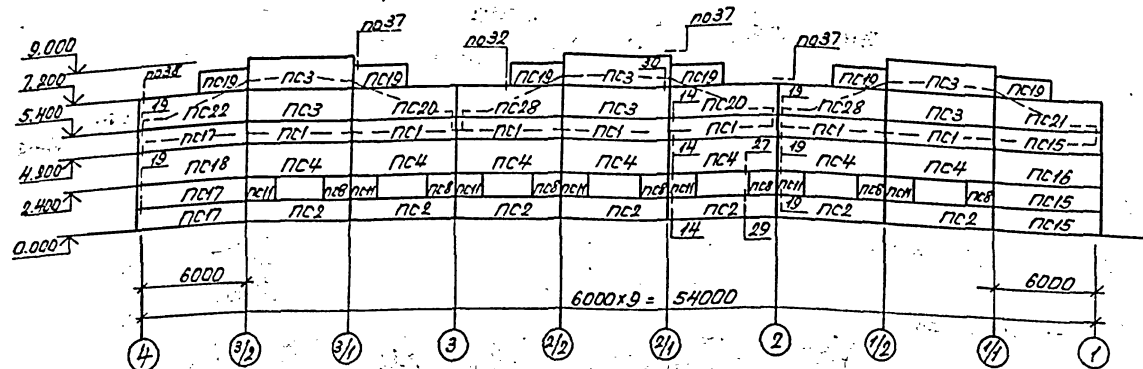 по37 по37
9.000 по32 по37
7.200 по38 пс19 пс3 пс19 пс19 пс3 30 пс19 пс19 пс3 пс19
5.400 19 пс22 пс3 пс20 пс28 пс3 14 пс20 19 пс28 пс3 пс21
пс17 пс1 пс1 пс1 пс1 пс1 пс1 пс1 пс15
4.800 19 пс18 пс4 пс4 пс4 пс4 14 пс4 27 19 пс4 пс4 пс16
2.400 пс17 пс11 пс8 пс11 пс8 пс11 пс8 пс11 пс8 пс11 пс8 пс11 пс8 пс11 пс8 пс15
0.000 пс17 пс2 пс2 пс2 пс2 пс2 19 пс2 пс2 пс15
14 29
6000 6000×9 = 54000 6000
4 3/2 3/1 3 2/2 2/1 2 1/2 1/1 1